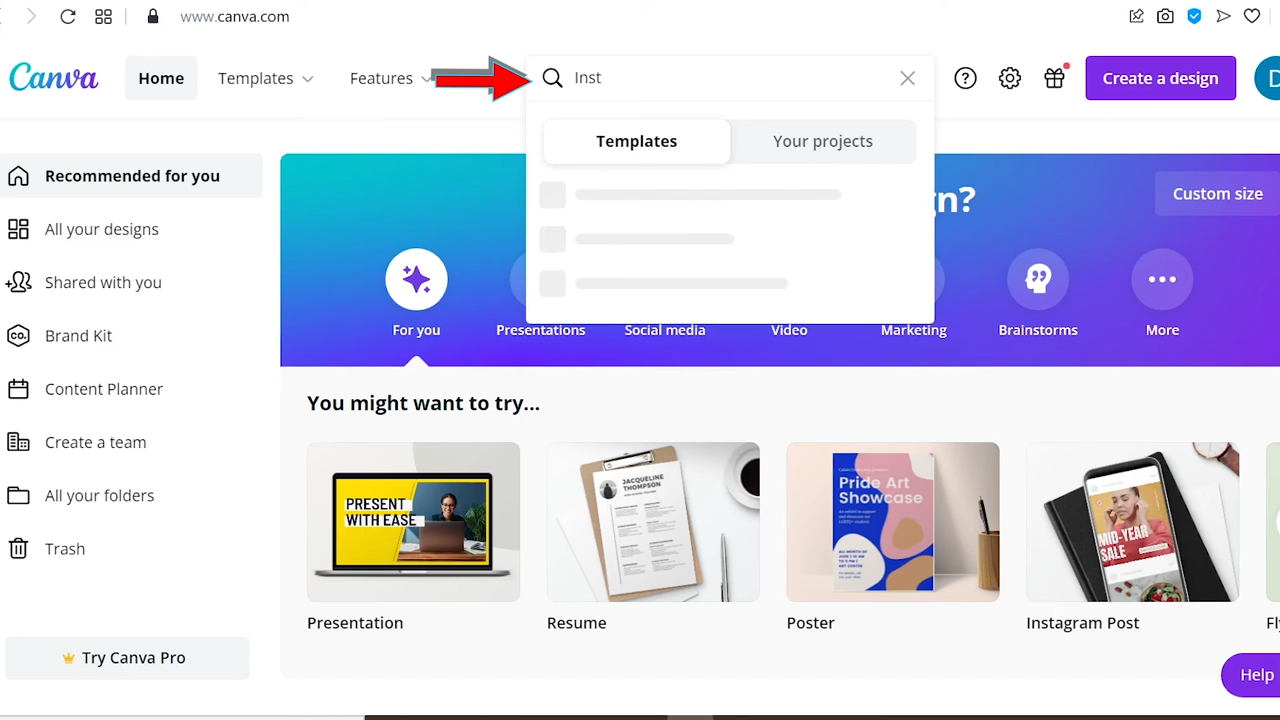 www.canva.com
Canva
Home
Templates
Features
Inst
Create a design
D
Templates
Your projects
gn?
Custom size
Recommended for you
All your designs
Shared with you
Brand Kit
CO.
Content Planner
Create a team
All your folders
Trash
Try Canva Pro
For you
Presentations
Social media
Video
Marketing
Brainstorms
More
You might want to try...
PRESENT
WITH EASE
JACQUELINE
THOMPSON
Pride Art
Showcase
MID-YEAR
SALE
Presentation
Resume
Poster
Instagram Post
Fly
Help